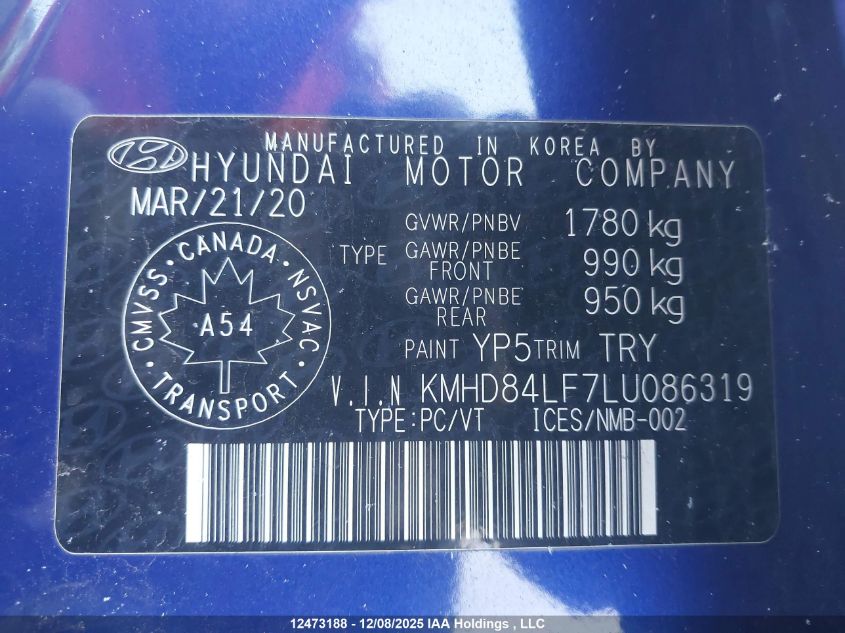 MANUFACTURED IN KOREA BY
HYUNDAI MOTOR COMPANY
MAR/21/20
GVWR/PNBV 1780 kg
TYPE GAWR/PNBE FRONT 990 kg
GAWR/PNBE REAR 950 kg
CMVSS · CANADA · NSVAC · TRANSPORT ·
A54
PAINT YP5 TRIM TRY
V.I.N KMHD84LF7LU086319
TYPE:PC/VT ICES/NMB-002
12473188 - 12/08/2025 IAA Holdings , LLC